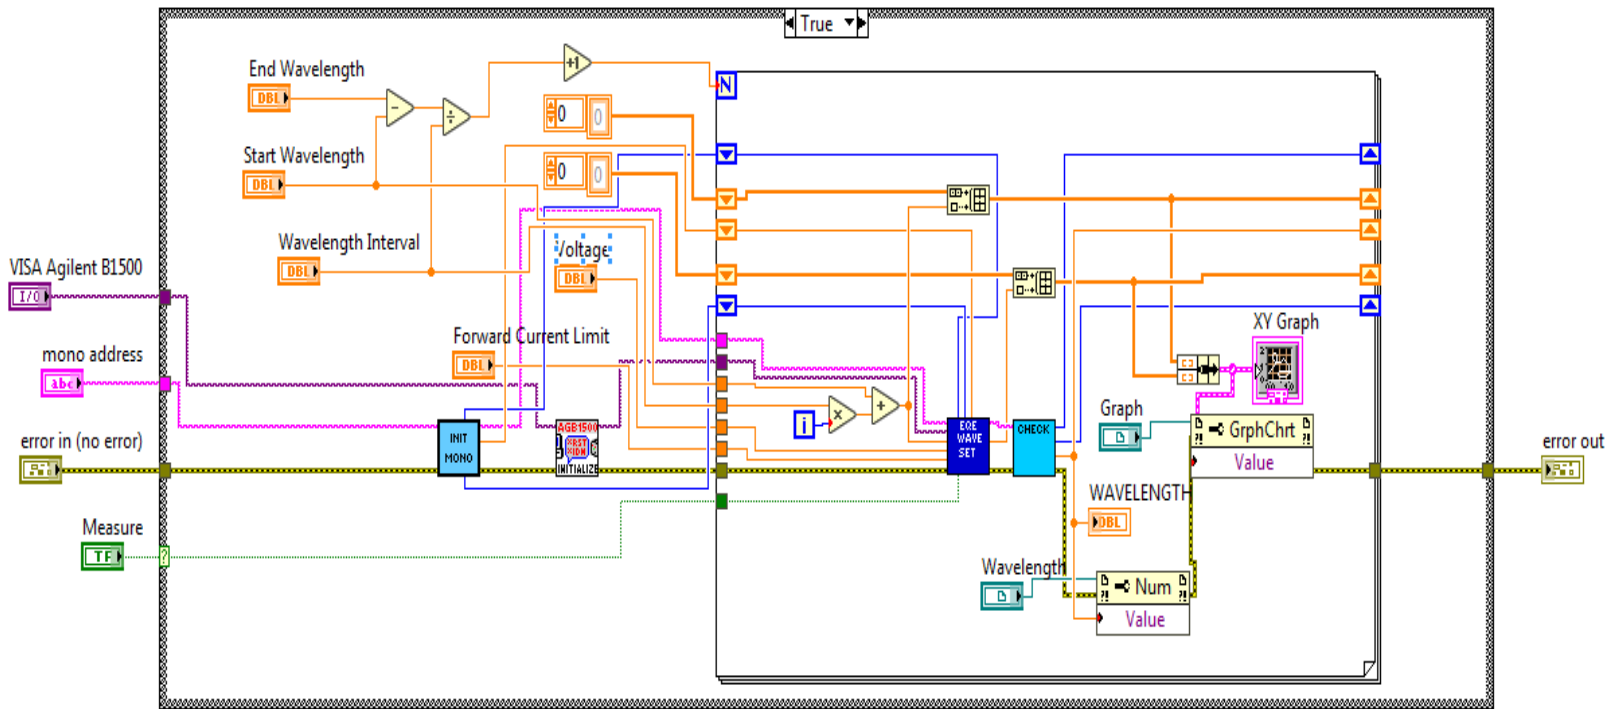 True
End Wavelength
DBL
+1
N
-
÷
0
0
Start Wavelength
DBL
0
0
Wavelength Interval
DBL
Voltage
DBL
VISA Agilent B1500
I/O
Forward Current Limit
DBL
XY Graph
mono address
abc
i
x
+
Graph
GrphChrt
Value
error in (no error)
INIT
MONO
AGB1500
*RST
*IDN
INITIALIZE
EQE
WAVE
SET
CHECK
error out
WAVELENGTH
DBL
Measure
TF
?
Wavelength
Num
Value